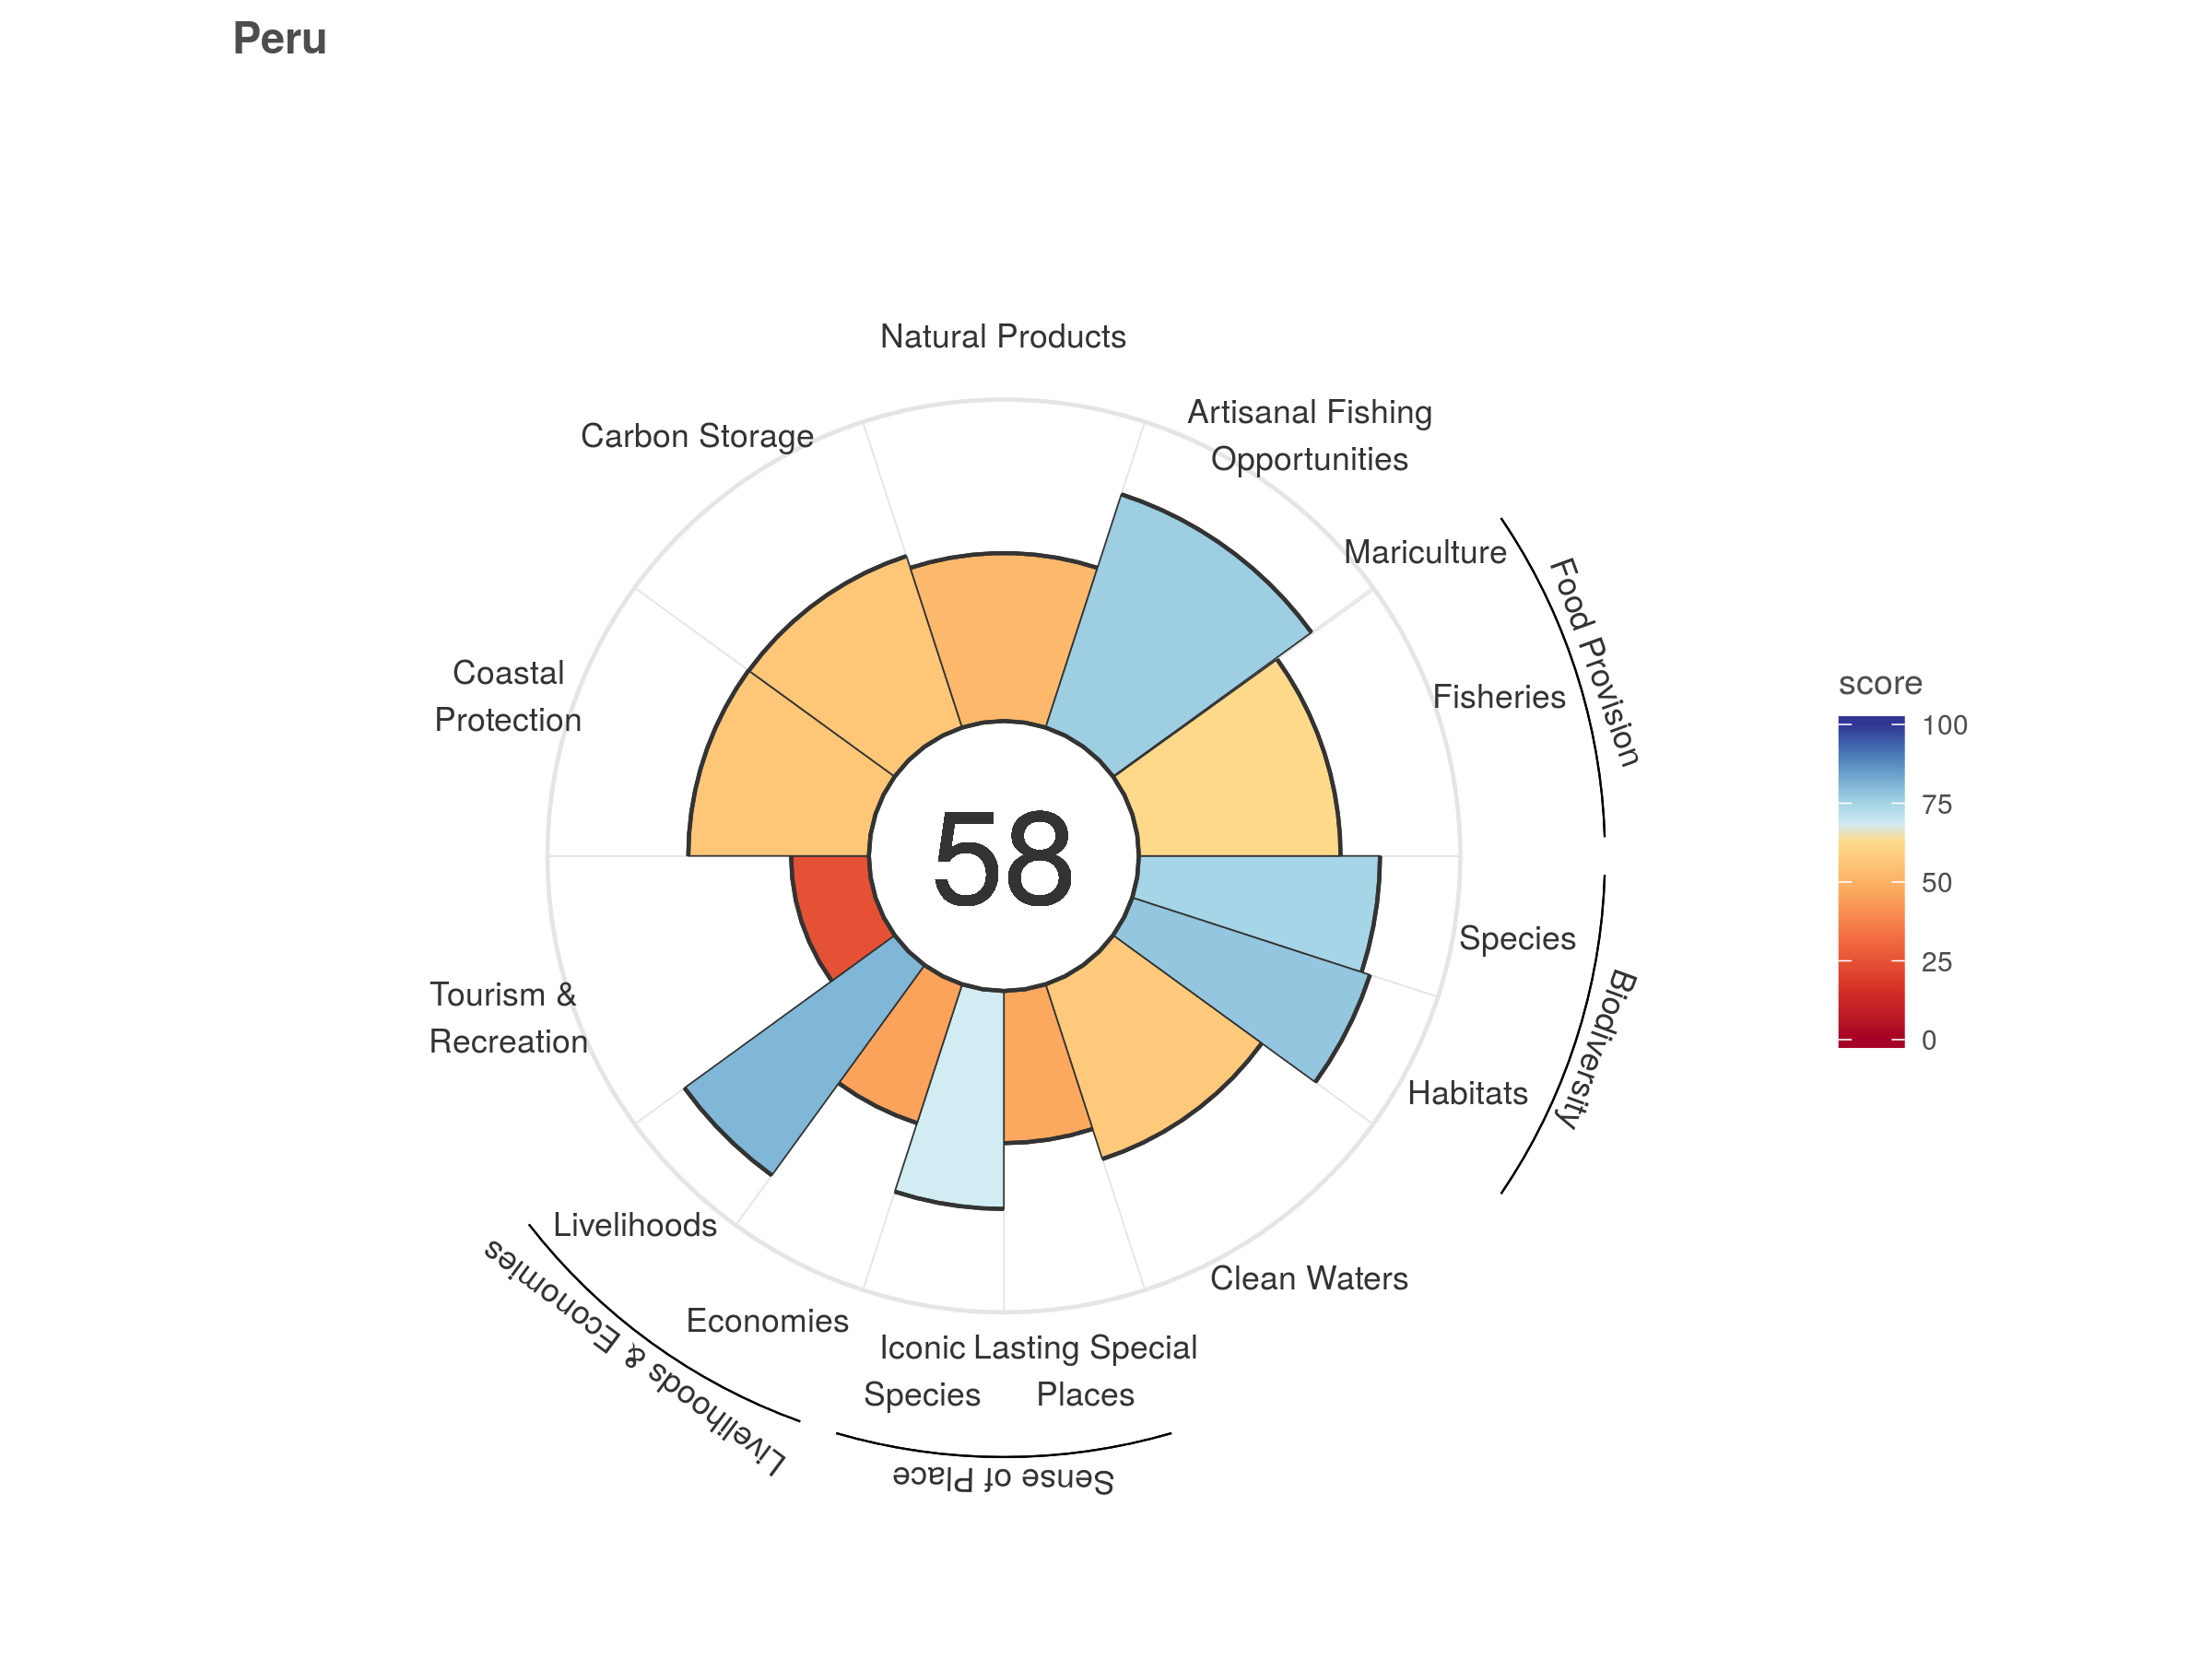 Peru
Natural Products
Artisanal Fishing
Opportunities
Carbon Storage
Mariculture
Food Provision
Fisheries
Coastal
Protection
58
Species
Biodiversity
Habitats
Tourism &
Recreation
Livelihoods
Livelihoods & Economies
Economies
Clean Waters
Iconic
Species
Lasting Special
Places
Sense of Place
score
100
75
50
25
0